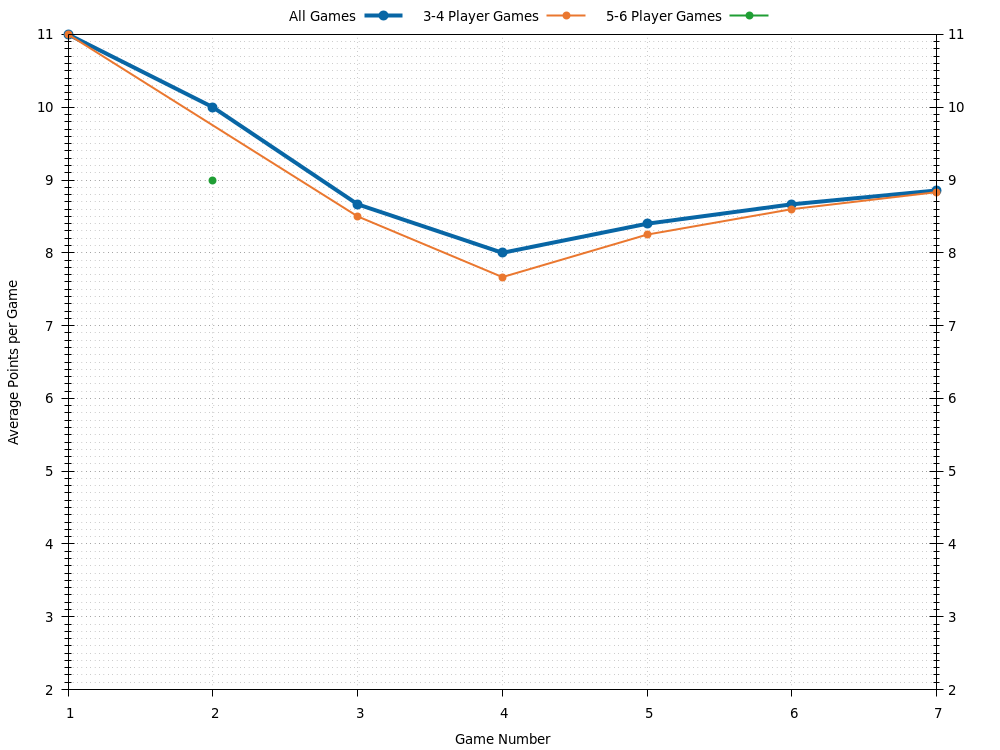 All Games 3-4 Player Games 5-6 Player Games
11 11
10 10
9 9
8 8
7 7
6 6
5 5
4 4
3 3
2 2
Average Points per Game
1 2 3 4 5 6 7
Game Number